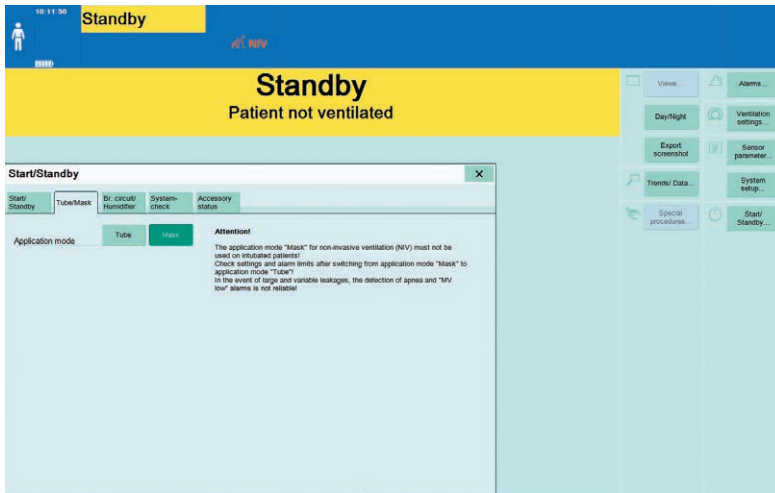 10:11:30
Standby
NIV
Standby
Patient not ventilated
Views...
Alarms...
Day/Night
Ventilation
settings...
Export
screenshot
Sensor
parameter...
Trends/ Data...
System
setup...
Special
procedures...
Start/
Standby...
Start/Standby
X
Start/
Standby
Tube/Mask
Br. circuit/
Humidifier
System-
check
Accessory
status
Application mode
Tube
Mask
Attention!
The application mode "Mask" for non-invasive ventilation (NIV) must not be
used on intubated patients!
Check settings and alarm limits after switching from application mode "Mask" to
application mode "Tube"!
In the event of large and variable leakages, the detection of apnea and "MV
low" alarms is not reliable!